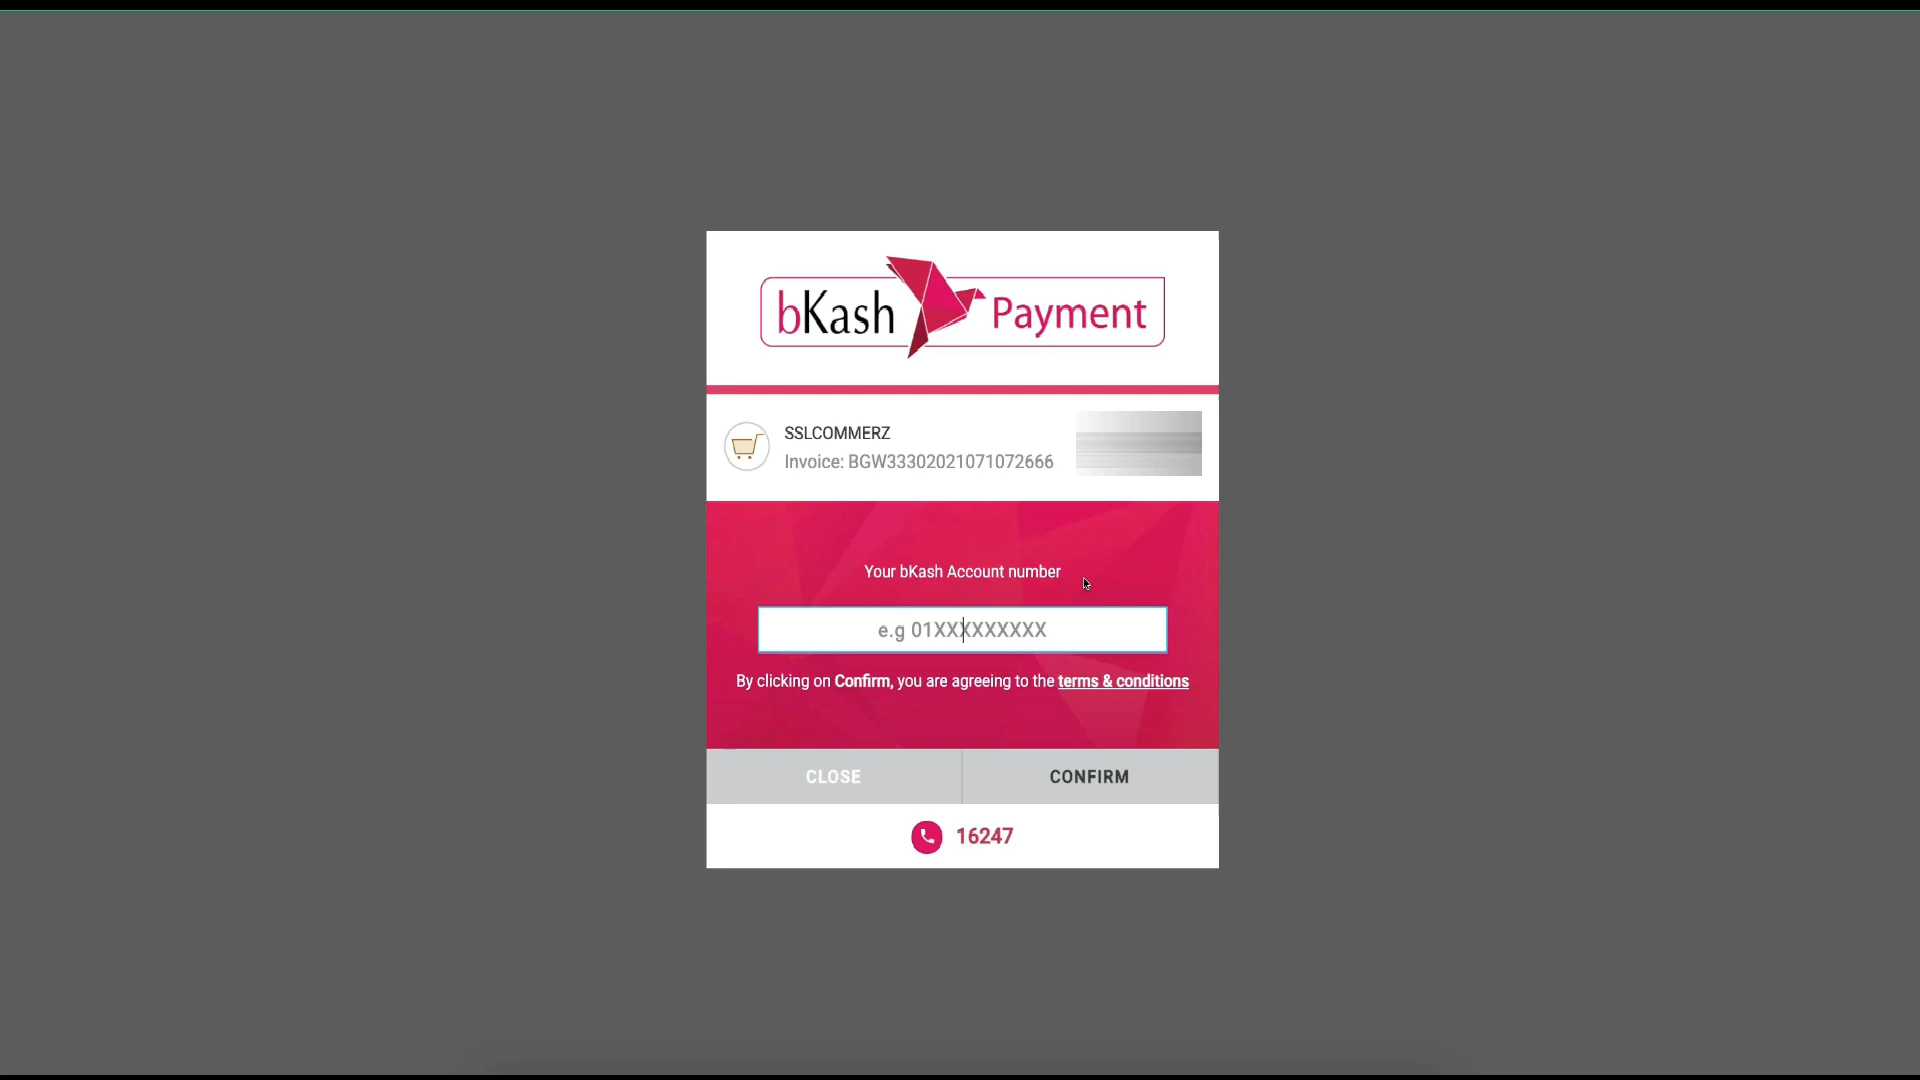 bKash Payment
SSLCOMMERZ
Invoice: BGW33302021071072666
Your bKash Account number
e.g 01XXXXXXXXX
By clicking on Confirm, you are agreeing to the terms & conditions
CLOSE
CONFIRM
16247